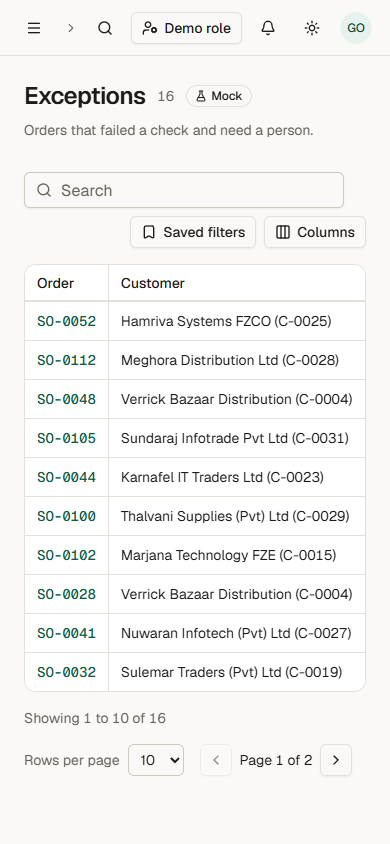 Demo role
GO
Exceptions 16 Mock
Orders that failed a check and need a person.
Search
Saved filters Columns
Order Customer
SO-0052 Hamriva Systems FZCO (C-0025)
SO-0112 Meghora Distribution Ltd (C-0028)
SO-0048 Verrick Bazaar Distribution (C-0004)
SO-0105 Sundaraj Infotrade Pvt Ltd (C-0031)
SO-0044 Karnafel IT Traders Ltd (C-0023)
SO-0100 Thalvani Supplies (Pvt) Ltd (C-0029)
SO-0102 Marjana Technology FZE (C-0015)
SO-0028 Verrick Bazaar Distribution (C-0004)
SO-0041 Nuwaran Infotech (Pvt) Ltd (C-0027)
SO-0032 Sulemar Traders (Pvt) Ltd (C-0019)
Showing 1 to 10 of 16
Rows per page 10 Page 1 of 2